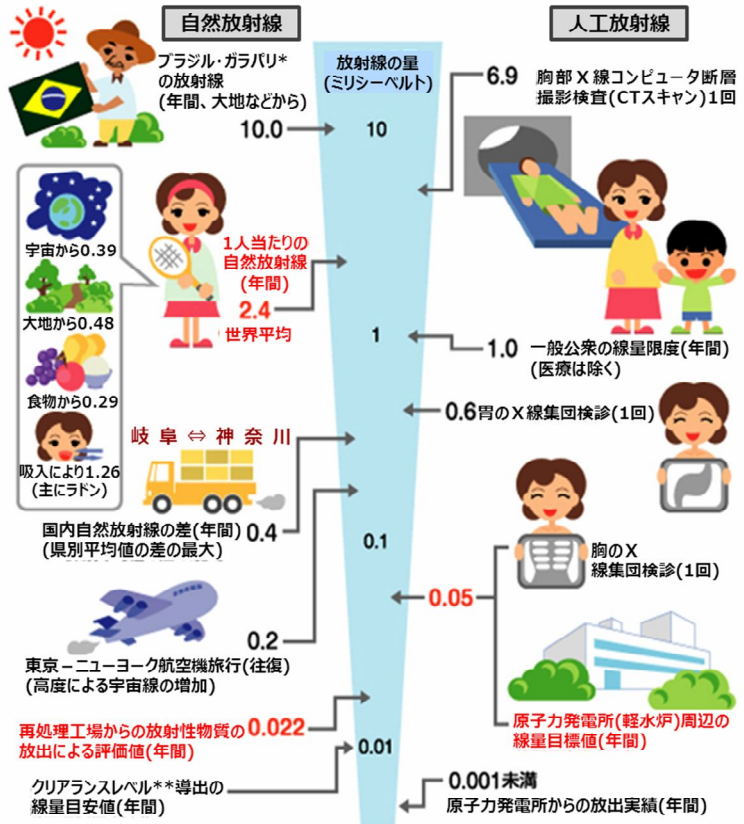 自然放射線
人工放射線
放射線の量
(ミリシーベルト)
ブラジル・ガラパリ*
の放射線
(年間、大地などから)
10.0
10
6.9
胸部X線コンピュータ断層
撮影検査(CTスキャン)1回
宇宙から0.39
大地から0.48
食物から0.29
吸入により1.26
(主にラドン)
1人当たりの
自然放射線
(年間)
2.4
世界平均
1
1.0
一般公衆の線量限度(年間)
(医療は除く)
0.6胃のX線集団検診(1回)
岐阜⇔神奈川
国内自然放射線の差(年間)
(県別平均値の差の最大)
0.4
0.1
胸のX
線集団検診(1回)
0.05
0.2
東京－ニューヨーク航空機旅行(往復)
(高度による宇宙線の増加)
原子力発電所(軽水炉)周辺の
線量目標値(年間)
再処理工場からの放射性物質の
放出による評価値(年間)
0.022
0.01
クリアランスレベル**導出の
線量目安値(年間)
0.001未満
原子力発電所からの放出実績(年間)